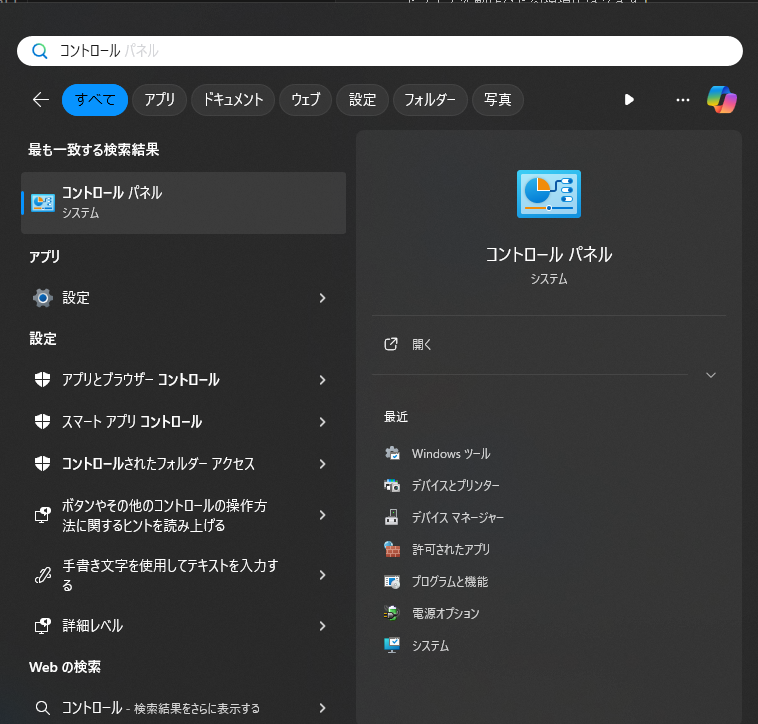 コントロール パネル
すべて
アプリ
ドキュメント
ウェブ
設定
フォルダー
写真
最も一致する検索結果
コントロール パネル
システム
アプリ
設定
設定
アプリとブラウザー コントロール
スマート アプリ コントロール
コントロールされたフォルダー アクセス
ボタンやその他のコントロールの操作方
法に関するヒントを読み上げる
手書き文字を使用してテキストを入力す
る
詳細レベル
Web の検索
コントロール - 検索結果をさらに表示する
コントロール パネル
システム
開く
最近
Windows ツール
デバイスとプリンター
デバイス マネージャー
許可されたアプリ
プログラムと機能
電源オプション
システム